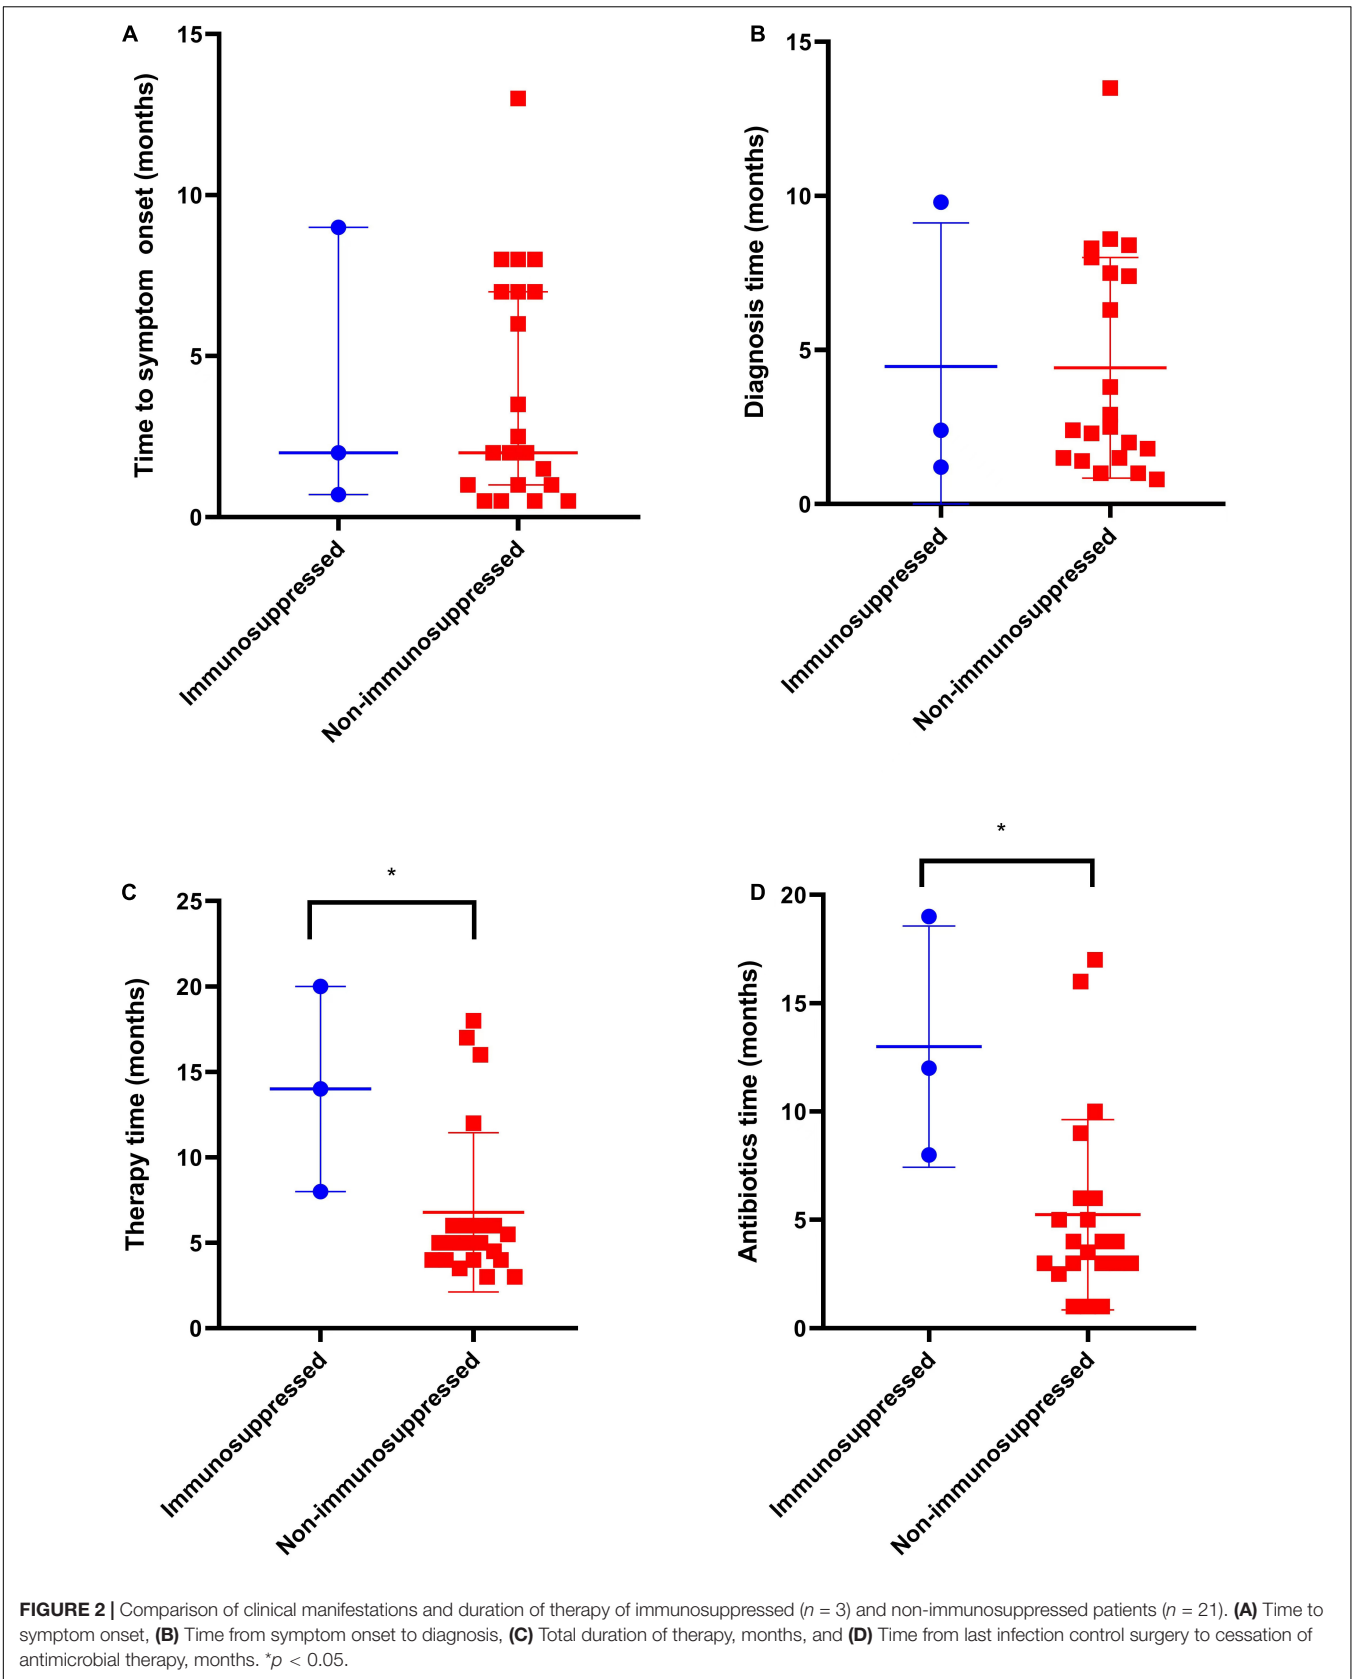 A
15
10
5
0
Time to symptom onset (months)
Immunosuppressed
Non-immunosuppressed
B
15
10
5
0
Diagnosis time (months)
Immunosuppressed
Non-immunosuppressed
C
*
25
20
15
10
5
0
Therapy time (months)
Immunosuppressed
Non-immunosuppressed
D
*
20
15
10
5
0
Antibiotics time (months)
Immunosuppressed
Non-immunosuppressed
FIGURE 2 | Comparison of clinical manifestations and duration of therapy of immunosuppressed (n = 3) and non-immunosuppressed patients (n = 21). (A) Time to
symptom onset, (B) Time from symptom onset to diagnosis, (C) Total duration of therapy, months, and (D) Time from last infection control surgery to cessation of
antimicrobial therapy, months. *p < 0.05.